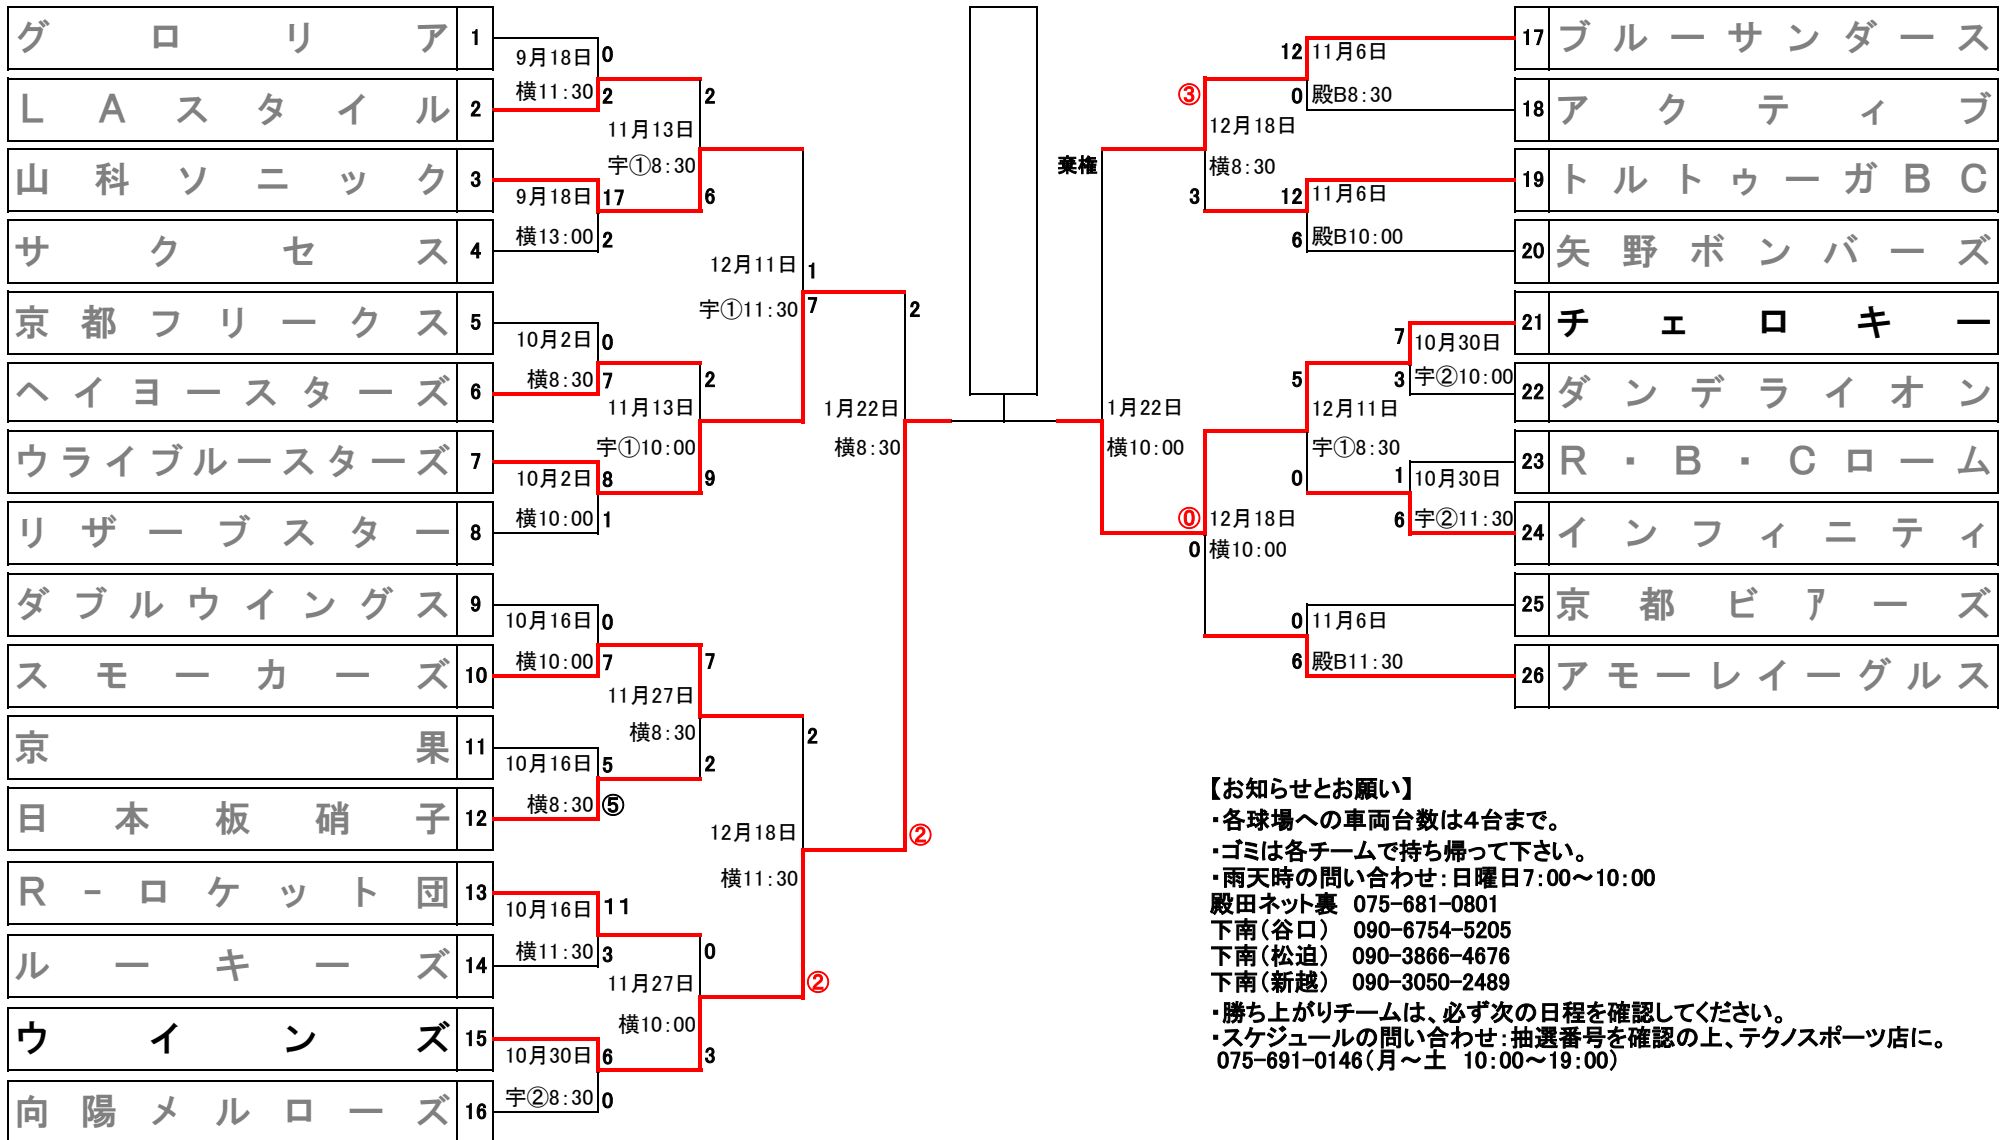 グロリア 1
9月18日 0
横11:30 2
LAスタイル 2
2
11月13日
宇①8:30
山科ソニック 3
9月18日 17
6
横13:00 2
サクセス 4
12月11日 1
宇①11:30 7
京都フリークス 5
10月2日 0
横8:30 7
ヘイヨースターズ 6
2
11月13日
宇①10:00
ウライブルースターズ 7
10月2日 8
9
横10:00 1
リザーブスター 8
2
1月22日
横8:30
ダブルウイングス 9
10月16日 0
横10:00 7
スモーカーズ 10
7
11月27日
横8:30
京果 11
10月16日 5
2
横8:30 ⑤
日本板硝子 12
2
12月18日
横11:30
②
R-ロケット団 13
10月16日 11
横11:30 3
ルーキーズ 14
0
11月27日
横10:00
②
ウインズ 15
10月30日 6
3
宇②8:30 0
向陽メルローズ 16
17 ブルーサンダース
12 11月6日
0 殿B8:30
18 アクティブ
③
12月18日
横8:30
棄権
19 トルトゥーガBC
12 11月6日
3
6 殿B10:00
20 矢野ボンバーズ
21 チェロキー
7 10月30日
3 宇②10:00
22 ダンデライオン
5
12月11日
宇①8:30
1月22日
横10:00
23 R・B・Cローム
1 10月30日
0
6 宇②11:30
24 インフィニティ
⓪ 12月18日
0 横10:00
25 京都ビアーズ
0 11月6日
6 殿B11:30
26 アモーレイーグルス
【お知らせとお願い】
・各球場への車両台数は4台まで。
・ゴミは各チームで持ち帰って下さい。
・雨天時の問い合わせ:日曜日7:00～10:00
殿田ネット裏 075-681-0801
下南(谷口) 090-6754-5205
下南(松迫) 090-3866-4676
下南(新越) 090-3050-2489
・勝ち上がりチームは、必ず次の日程を確認してください。
・スケジュールの問い合わせ:抽選番号を確認の上、テクノスポーツ店に。
075-691-0146(月～土 10:00～19:00)